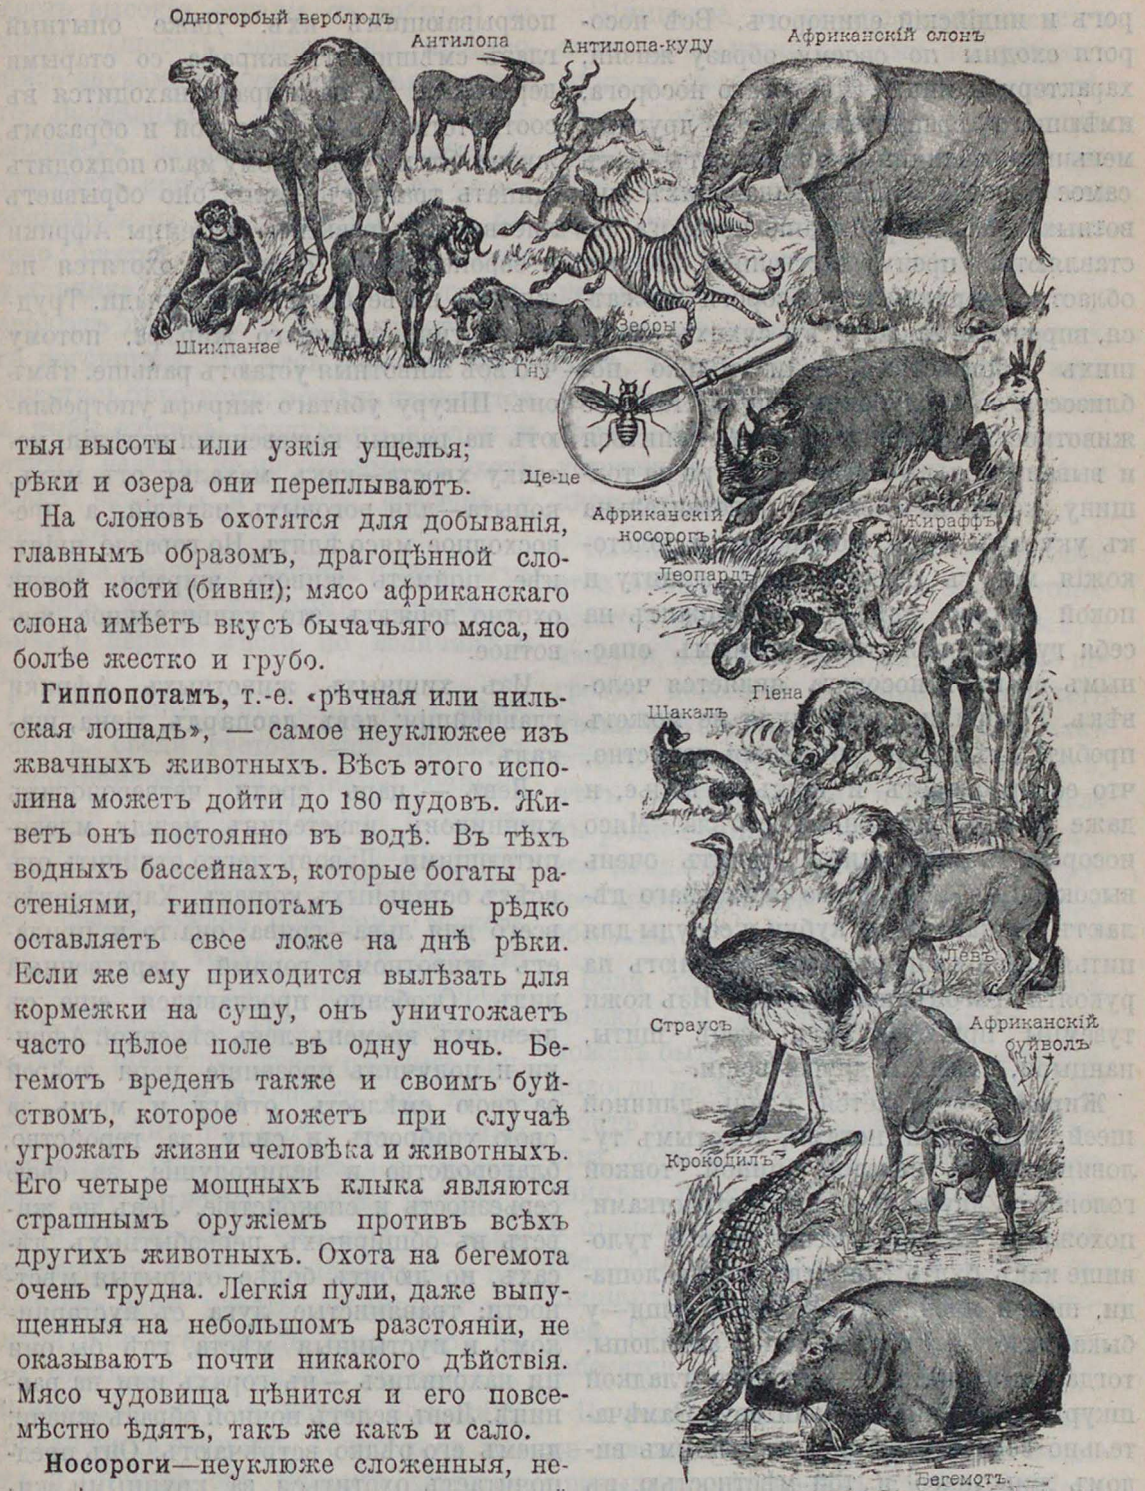 Одногорбый верблюдъ
Антилопа
Антилопа-куду
Африканскій слонъ
Шимпанзе
Гну
Зебры
Це-це
Африканскій
носорогъ
Жираффъ
Леопардъ
Гіена
Шакалъ
Левъ
Страусъ
Африканскій
буйволъ
Крокодилъ
Бегемотъ.
тыя высоты или узкія ущелья;
рѣки и озера они переплываютъ.
На слоновъ охотятся для добыванія,
главнымъ образомъ, драгоцѣнной сло-
новой кости (бивни); мясо африканскаго
слона имѣетъ вкусъ бычачьяго мяса, но
болѣе жестко и грубо.
Гиппопотамъ, т.-е. «рѣчная или ниль-
ская лошадь», — самое неуклюжее изъ
жвачныхъ животныхъ. Вѣсъ этого испо-
лина можетъ дойти до 180 пудовъ. Жи-
ветъ онъ постоянно въ водѣ. Въ тѣхъ
водныхъ бассейнахъ, которые богаты ра-
стеніями, гиппопотамъ очень рѣдко
оставляетъ свое ложе на днѣ рѣки.
Если же ему приходится вылѣзать для
кормежки на сушу, онъ уничтожаетъ
часто цѣлое поле въ одну ночь. Бе-
гемотъ вреденъ также и своимъ буй-
ствомъ, которое можетъ при случаѣ
угрожать жизни человѣка и животныхъ.
Его четыре мощныхъ клыка являются
страшнымъ оружіемъ противъ всѣхъ
другихъ животныхъ. Охота на бегемота
очень трудна. Легкія пули, даже выпу-
щенныя на небольшомъ разстояніи, не
оказываютъ почти никакого дѣйствія.
Мясо чудовища цѣнится и его повсе-
мѣстно ѣдятъ, такъ же какъ и сало.
Носороги—неуклюже сложенныя, не-